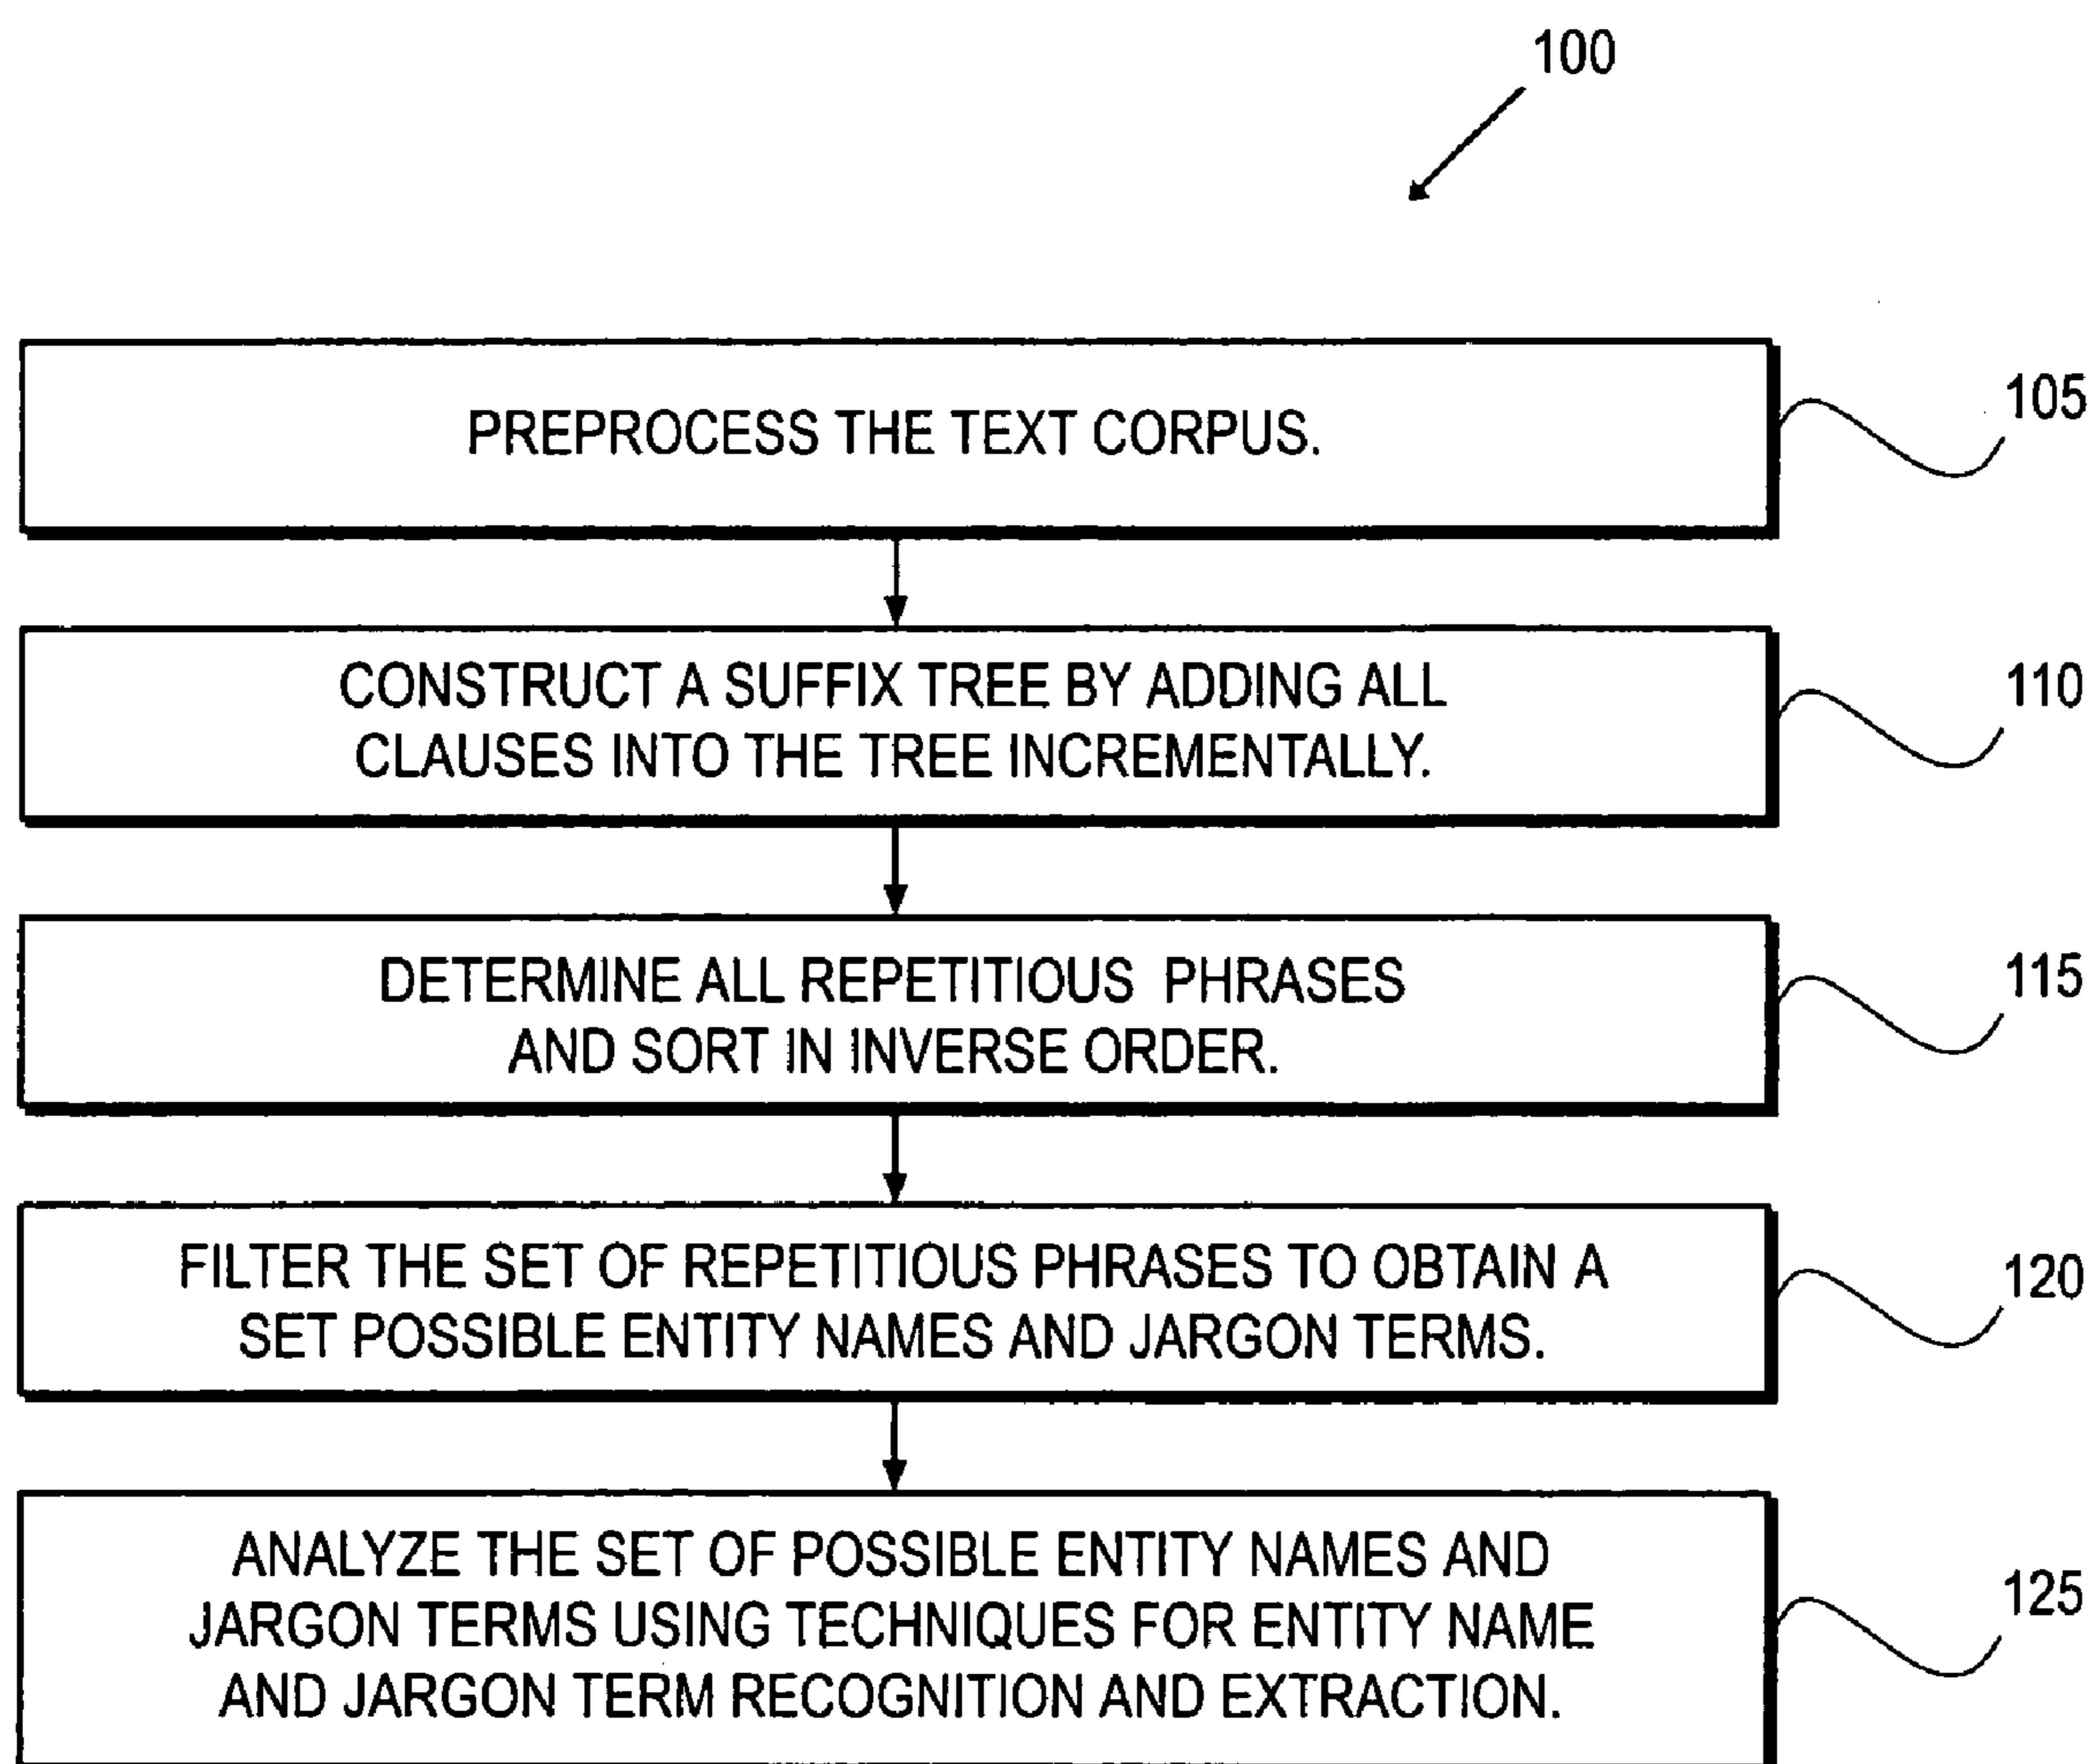 100
PREPROCESS THE TEXT CORPUS.
105
CONSTRUCT A SUFFIX TREE BY ADDING ALL
CLAUSES INTO THE TREE INCREMENTALLY.
110
DETERMINE ALL REPETITIOUS PHRASES
AND SORT IN INVERSE ORDER.
115
FILTER THE SET OF REPETITIOUS PHRASES TO OBTAIN A
SET POSSIBLE ENTITY NAMES AND JARGON TERMS.
120
ANALYZE THE SET OF POSSIBLE ENTITY NAMES AND
JARGON TERMS USING TECHNIQUES FOR ENTITY NAME
AND JARGON TERM RECOGNITION AND EXTRACTION.
125